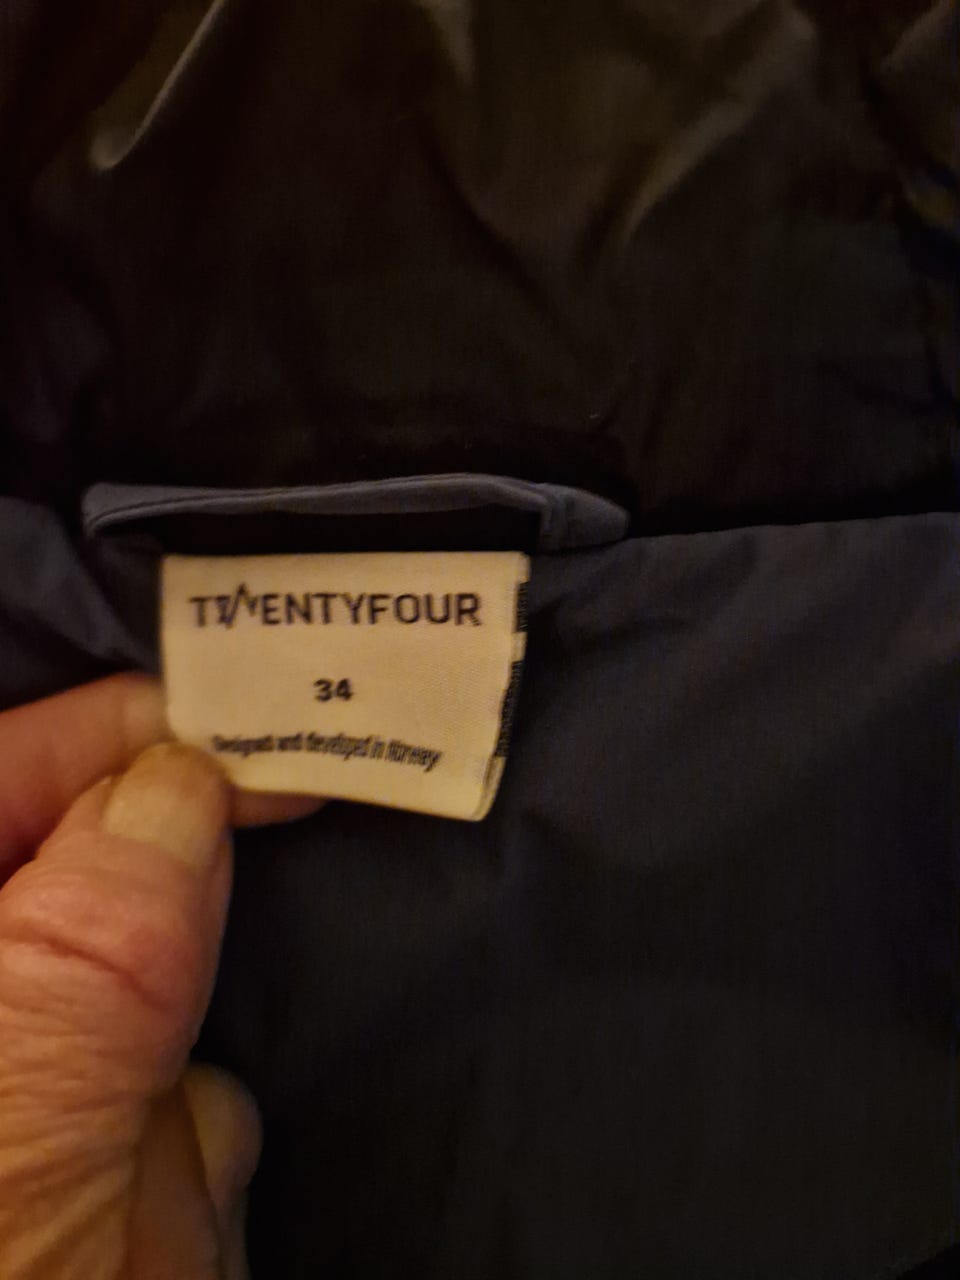 TWENTYFOUR
34
Designed and developed in Norway